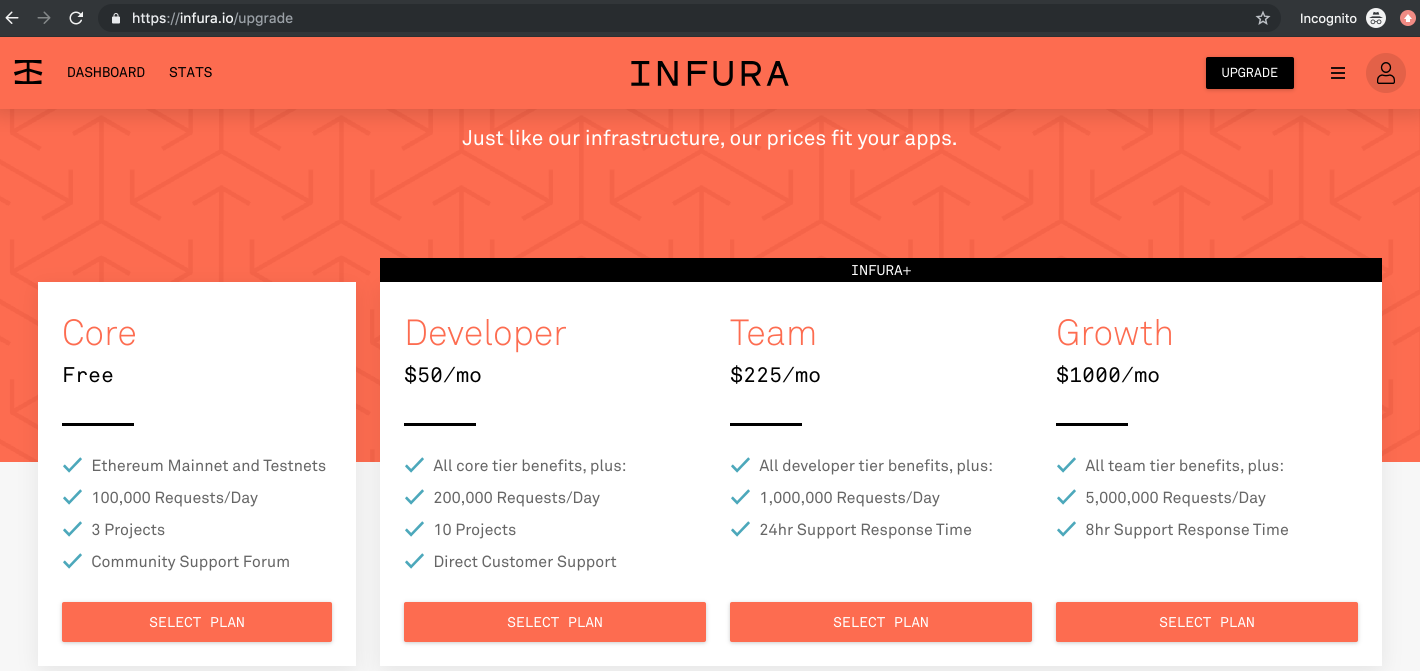 https://infura.io/upgrade
Incognito
DASHBOARD STATS
INFURA
UPGRADE
Just like our infrastructure, our prices fit your apps.
INFURA+
Core
Free
Ethereum Mainnet and Testnets
100,000 Requests/Day
3 Projects
Community Support Forum
SELECT PLAN
Developer
$50/mo
All core tier benefits, plus:
200,000 Requests/Day
10 Projects
Direct Customer Support
SELECT PLAN
Team
$225/mo
All developer tier benefits, plus:
1,000,000 Requests/Day
24hr Support Response Time
SELECT PLAN
Growth
$1000/mo
All team tier benefits, plus:
5,000,000 Requests/Day
8hr Support Response Time
SELECT PLAN